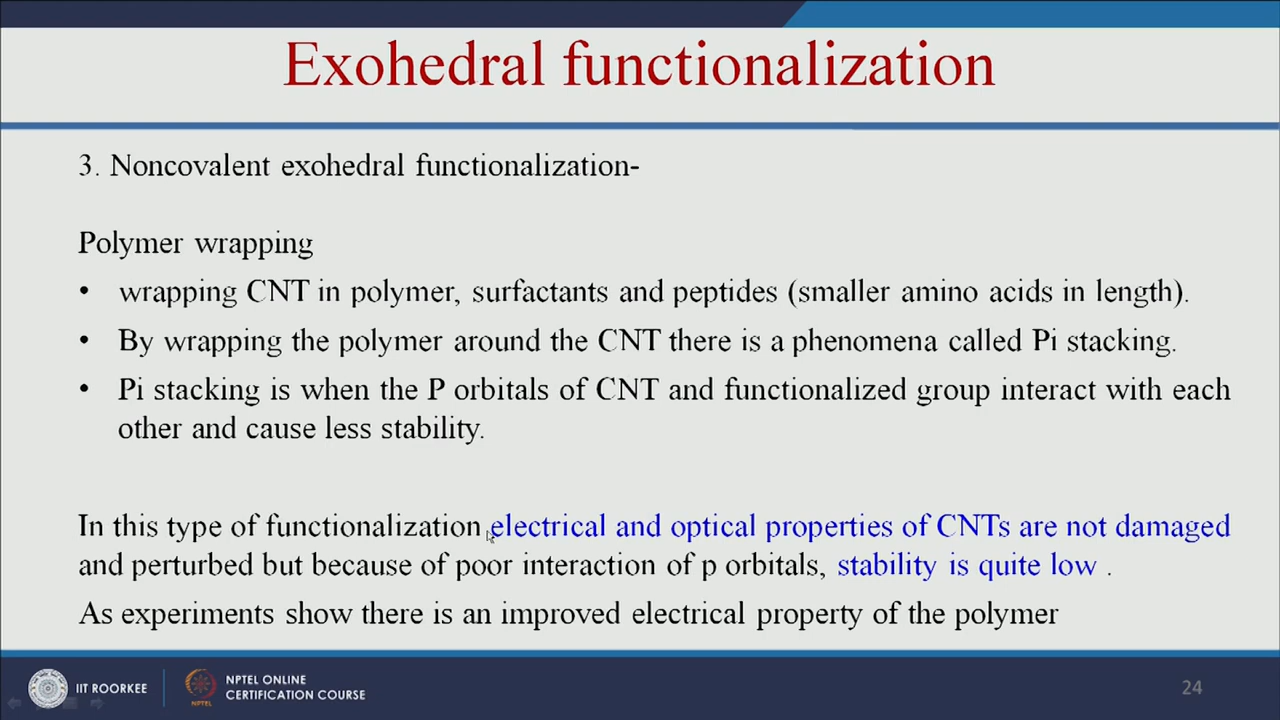 Exohedral functionalization
3. Noncovalent exohedral functionalization-
Polymer wrapping
• wrapping CNT in polymer, surfactants and peptides (smaller amino acids in length).
• By wrapping the polymer around the CNT there is a phenomena called Pi stacking.
• Pi stacking is when the P orbitals of CNT and functionalized group interact with each
other and cause less stability.
In this type of functionalization electrical and optical properties of CNTs are not damaged
and perturbed but because of poor interaction of p orbitals, stability is quite low .
As experiments show there is an improved electrical property of the polymer
IIT ROORKEE
NPTEL
NPTEL ONLINE
CERTIFICATION COURSE
24